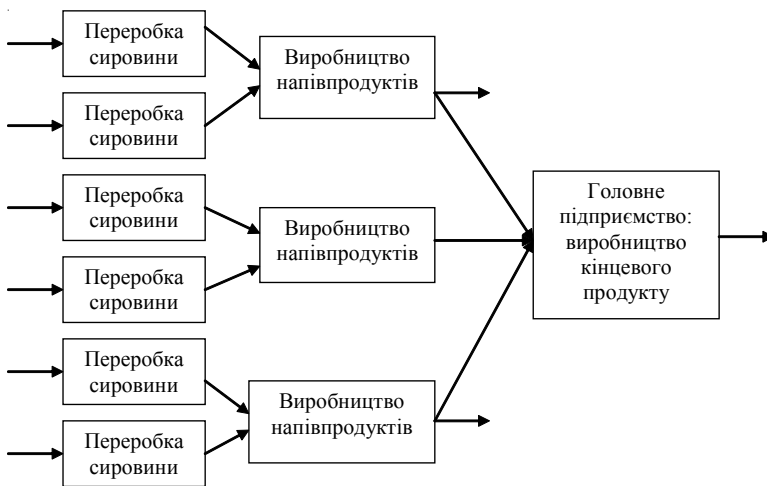 Переробка
сировини
Переробка
сировини
Переробка
сировини
Переробка
сировини
Переробка
сировини
Переробка
сировини
Виробництво
напівпродуктів
Виробництво
напівпродуктів
Виробництво
напівпродуктів
Головне
підприємство:
виробництво
кінцевого
продукту